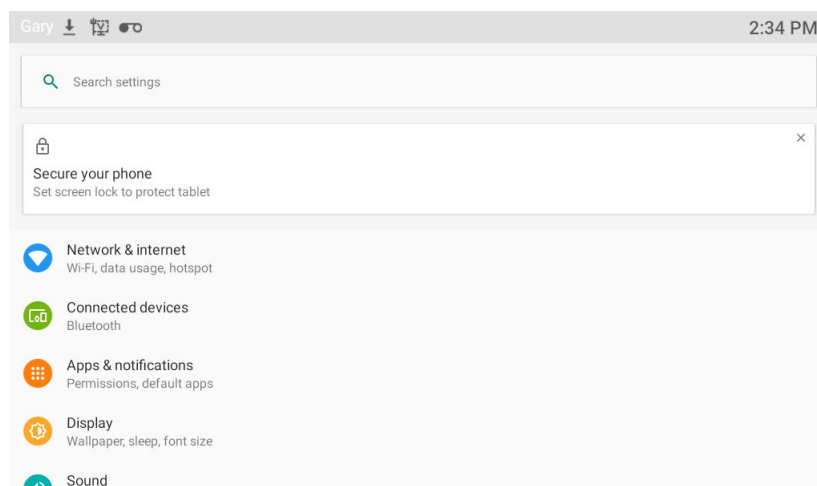 Gary
2:34 PM
Search settings
Secure your phone
Set screen lock to protect tablet
Network & internet
Wi-Fi, data usage, hotspot
Connected devices
Bluetooth
Apps & notifications
Permissions, default apps
Display
Wallpaper, sleep, font size
Sound